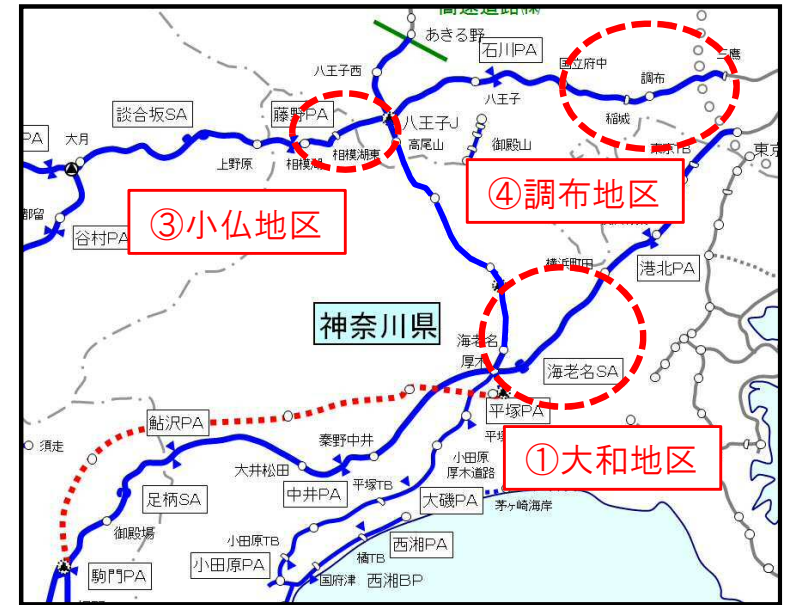 あきる野
石川PA
国立府中
三鷹
八王子西
調布
談合坂SA
藤野PA
八王子
稲城
PA
大月
八王子J
高尾山
御殿山
東京TB
東京
上野原
相模湖
相模湖東
④調布地区
③小仏地区
都留
谷村PA
横浜町田
港北PA
神奈川県
海老名
厚木
海老名SA
鮎沢PA
平塚PA
須走
秦野中井
小田原
厚木道路
①大和地区
大井松田
中井PA
平塚TB
足柄SA
大磯PA
茅ヶ崎海岸
御殿場
小田原TB
西湘PA
橘TB
小田原PA
駒門PA
国府津
西湘BP